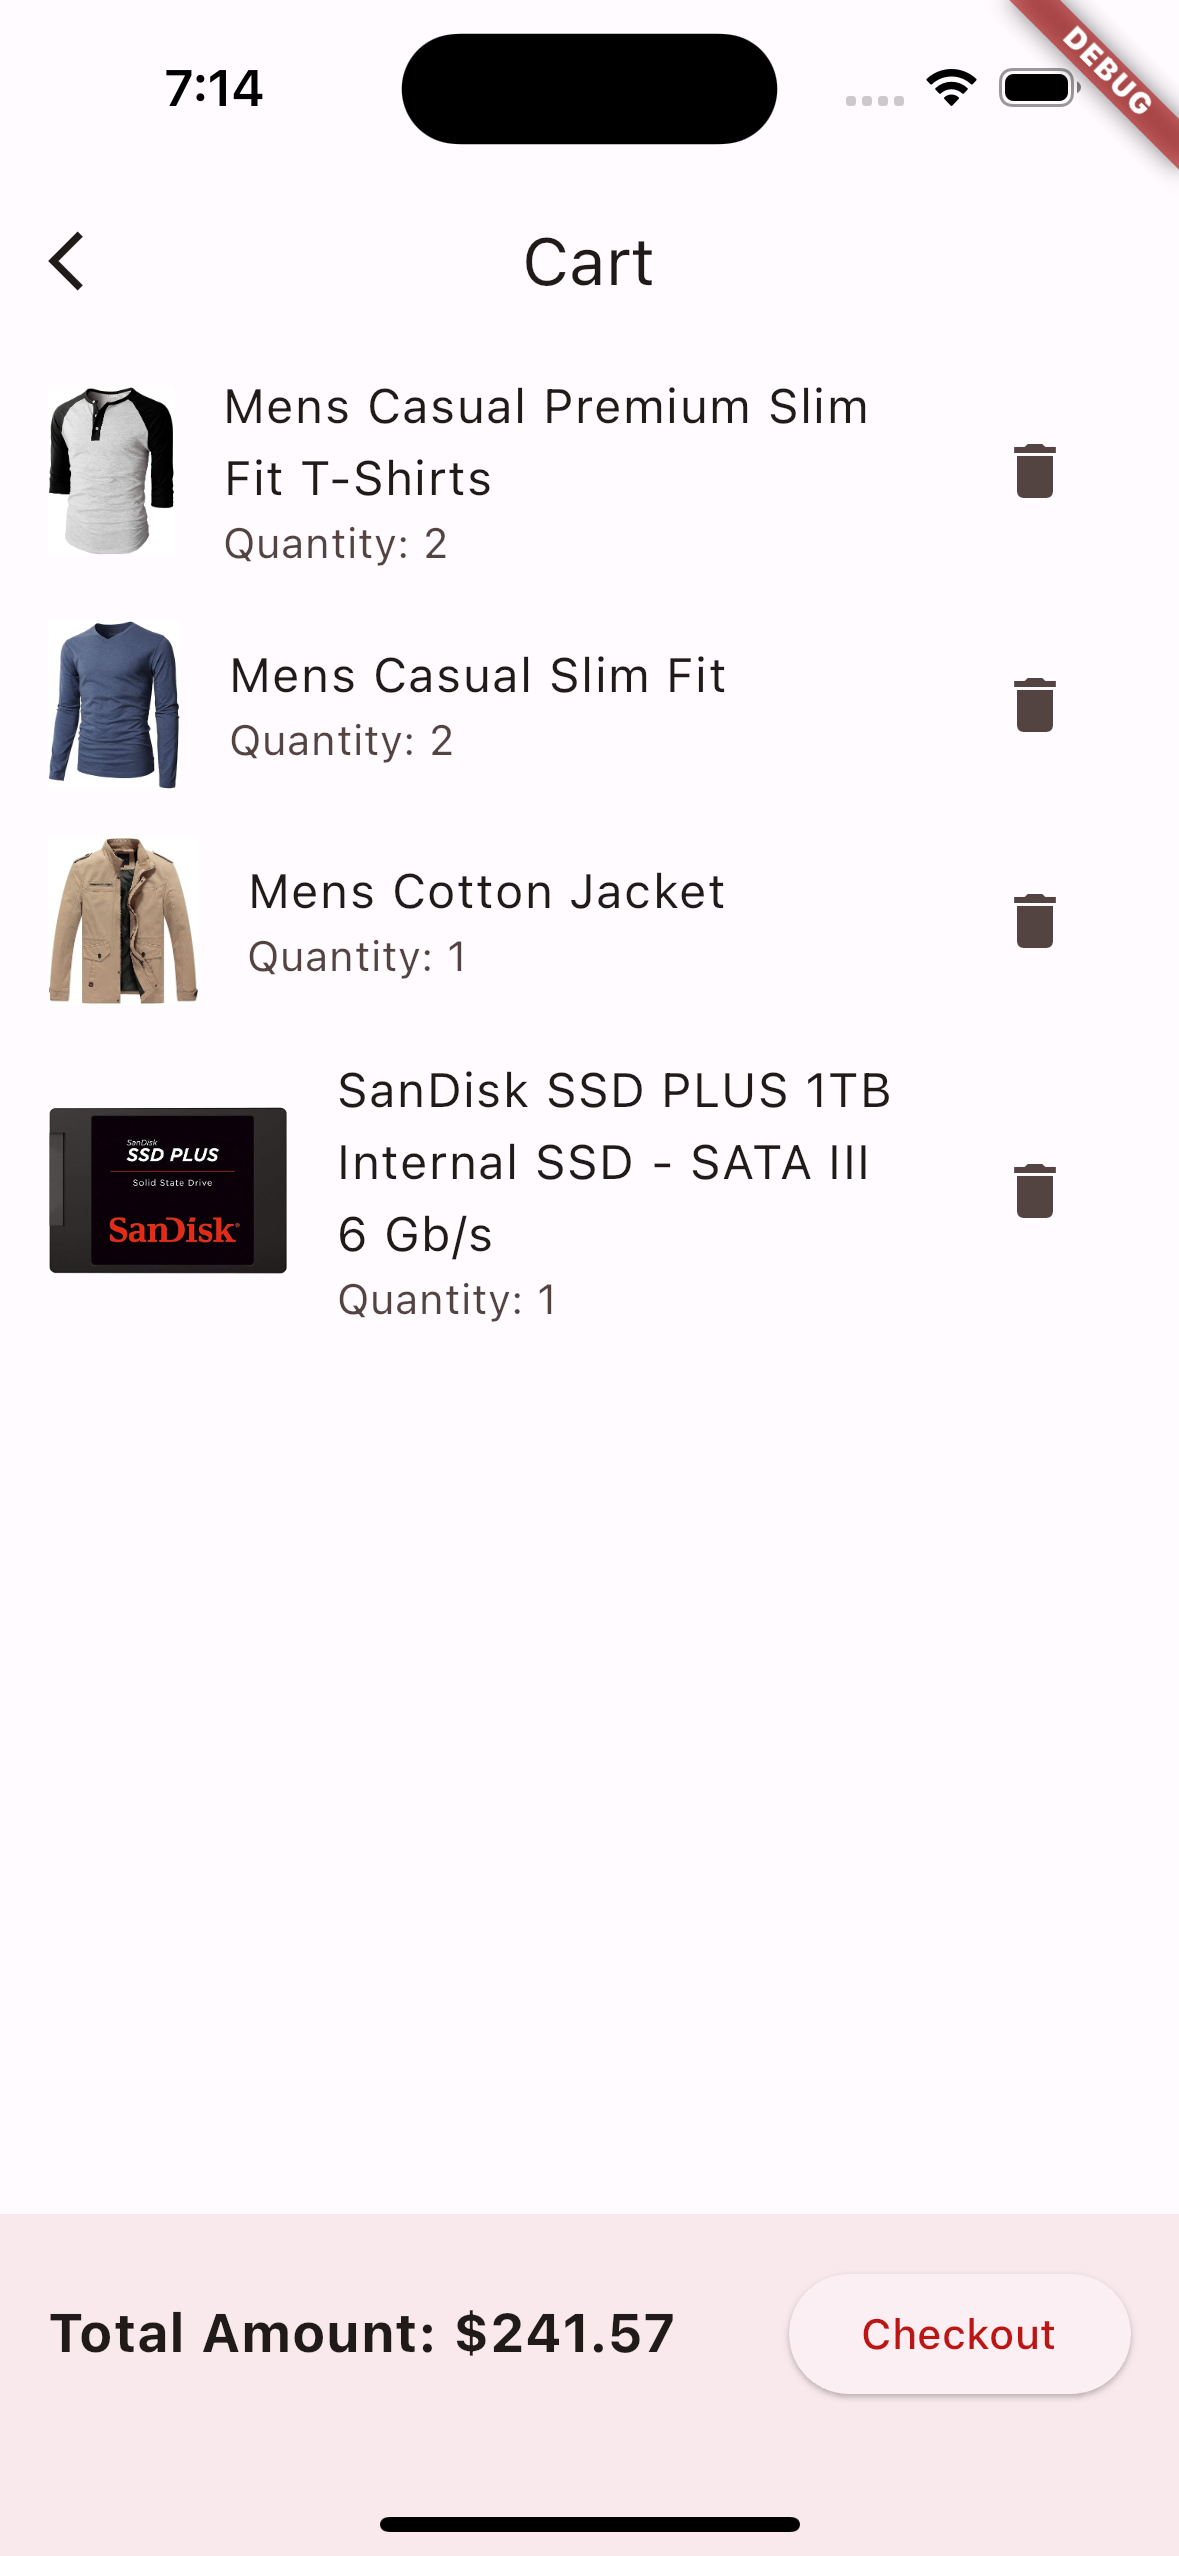 7:14
DEBUG
Cart
Mens Casual Premium Slim
Fit T-Shirts
Quantity: 2
Mens Casual Slim Fit
Quantity: 2
Mens Cotton Jacket
Quantity: 1
SanDisk
SSD PLUS
Solid State Drive
SanDisk®
SanDisk SSD PLUS 1TB
Internal SSD - SATA III
6 Gb/s
Quantity: 1
Total Amount: $241.57
Checkout